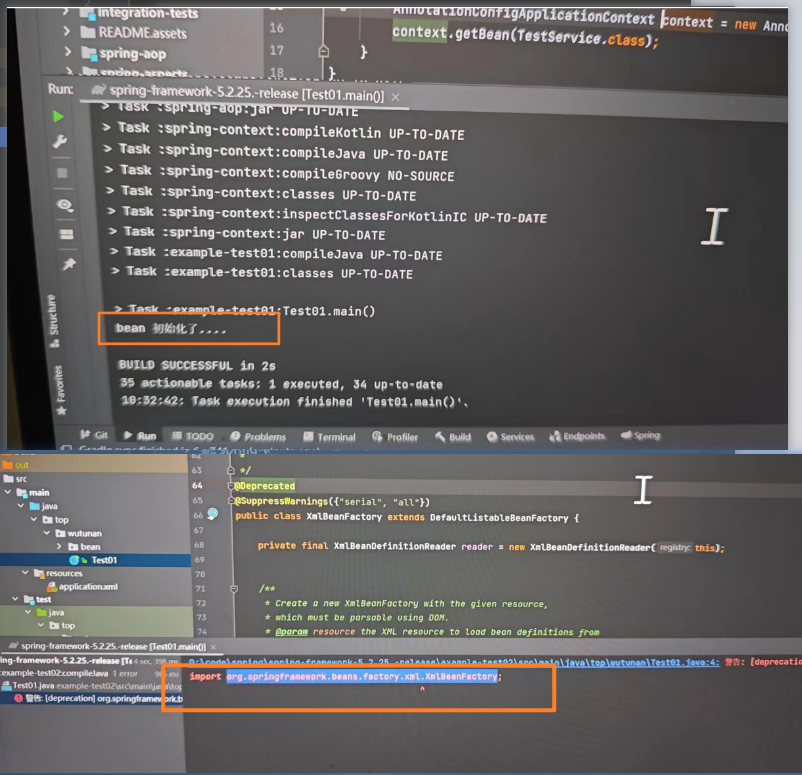 integration-tests
README.assets
spring-aop
spring-aspects
16
17
18
AnnotationConfigApplicationContext context = new Anno
context.getBean(TestService.class);
}
}
Run: spring-framework-5.2.25.-release [Test01.main()] ×
> Task :spring-aop:jar UP-TO-DATE
> Task :spring-context:compileKotlin UP-TO-DATE
> Task :spring-context:compileJava UP-TO-DATE
> Task :spring-context:compileGroovy NO-SOURCE
> Task :spring-context:classes UP-TO-DATE
> Task :spring-context:inspectClassesForKotlinIC UP-TO-DATE
> Task :spring-context:jar UP-TO-DATE
> Task :example-test01:compileJava UP-TO-DATE
> Task :example-test01:classes UP-TO-DATE
> Task :example-test01:Test01.main()
bean 初始化了....
BUILD SUCCESSFUL in 2s
35 actionable tasks: 1 executed, 34 up-to-date
10:32:42: Task execution finished 'Test01.main()'.
Structure
Favorites
Git Run TODO Problems Terminal Profiler Build Services Endpoints Spring
out
src
main
java
top
wutunan
bean
Test01
resources
application.xml
test
java
top
62 *
63 */
64 @Deprecated
65 @SuppressWarnings({"serial", "all"})
66 public class XmlBeanFactory extends DefaultListableBeanFactory {
67
68 private final XmlBeanDefinitionReader reader = new XmlBeanDefinitionReader( registry: this);
69
70
71 /**
72 * Create a new XmlBeanFactory with the given resource,
73 * which must be parsable using DOM.
74 * @param resource the XML resource to load bean definitions from
spring-framework-5.2.25.-release [Test01.main()] ×
ing-framework-5.2.25.-release [Te 4 sec, 398 ms
:example-test02:compileJava 1 error
Test01.java example-test02\src\main\java\top
警告: [deprecation] org.springframework.b
D:\code\spring\spring-framework-5.2.25.-release\example-test02\src\main\java\top\wutunan\Test01.java:4: 警告: [deprecatio
import org.springframework.beans.factory.xml.XmlBeanFactory;
^